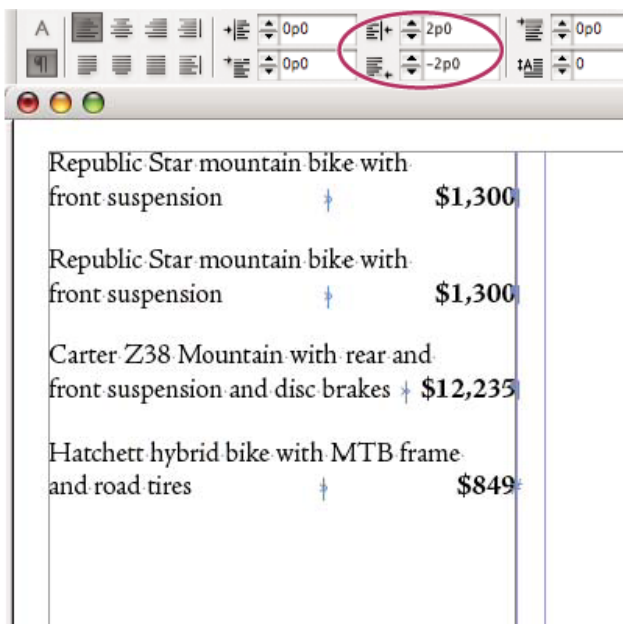 A 0p0 2p0 0p0
¶ 0p0 -2p0 A 0
Republic Star mountain bike with
front suspension $1,300
Republic Star mountain bike with
front suspension $1,300
Carter Z38 Mountain with rear and
front suspension and disc brakes $12,235
Hatchett hybrid bike with MTB frame
and road tires $849